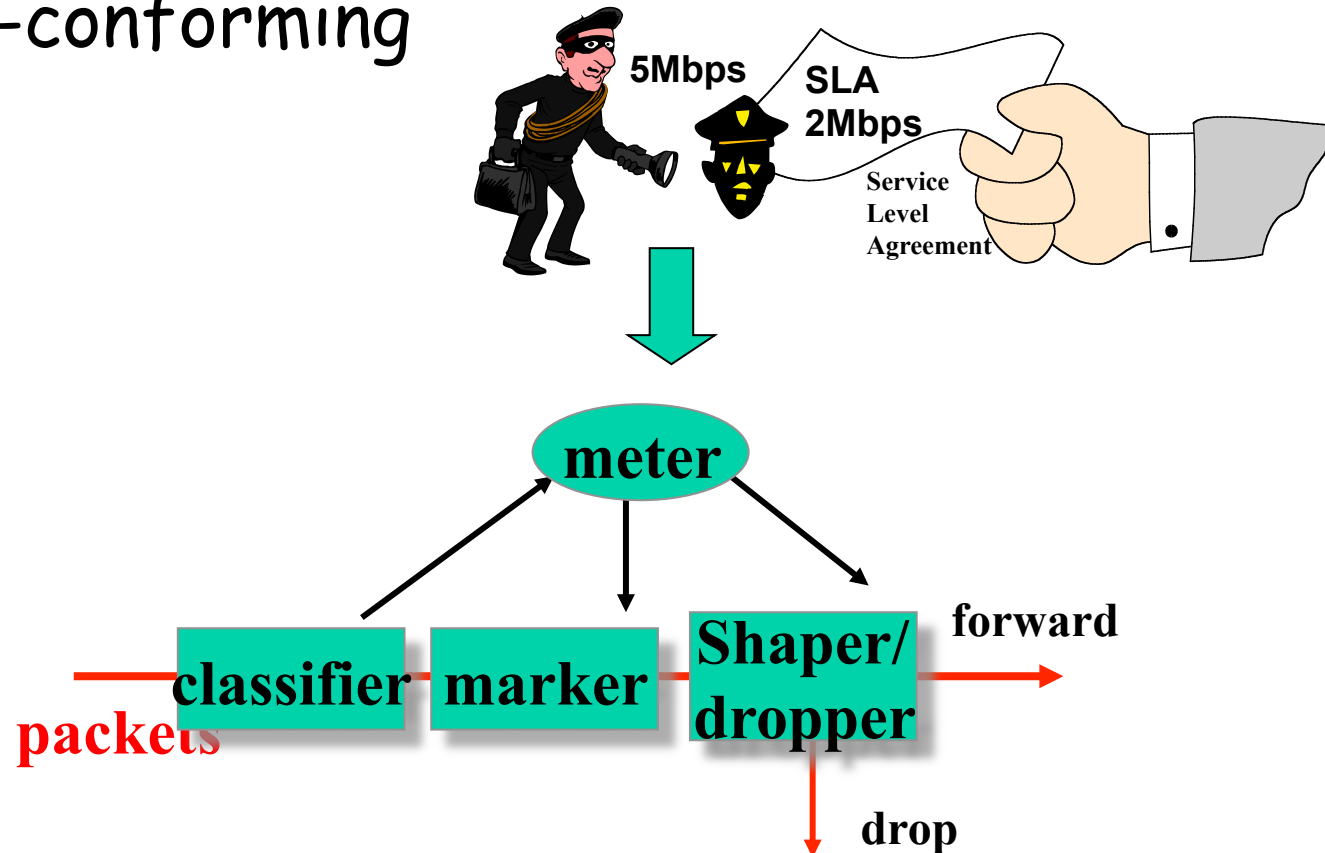 -conforming
5Mbps
SLA
2Mbps
Service
Level
Agreement
meter
classifier
marker
Shaper/
dropper
forward
packets
drop